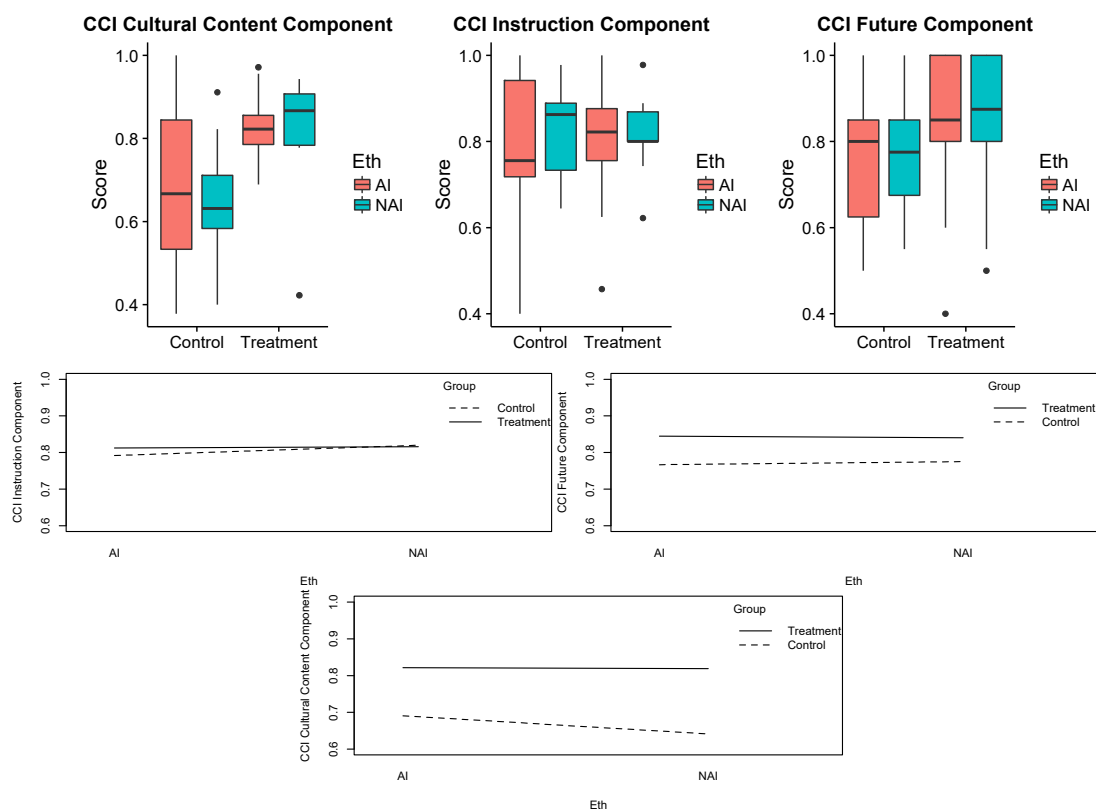 CCI Cultural Content Component
CCI Instruction Component
CCI Future Component
1.0
0.8
0.6
0.4
Score
Control Treatment
Eth
AI
NAI
1.0
0.8
0.6
0.4
Score
Control Treatment
Eth
AI
NAI
1.0
0.8
0.6
0.4
Score
Control Treatment
Eth
AI
NAI
CCI Instruction Component
1.0
0.9
0.8
0.7
0.6
Group
Control
Treatment
AI NAI
Eth
CCI Future Component
1.0
0.9
0.8
0.7
0.6
Group
Treatment
Control
AI NAI
Eth
CCI Cultural Content Component
1.0
0.9
0.8
0.7
0.6
Group
Treatment
Control
AI NAI
Eth